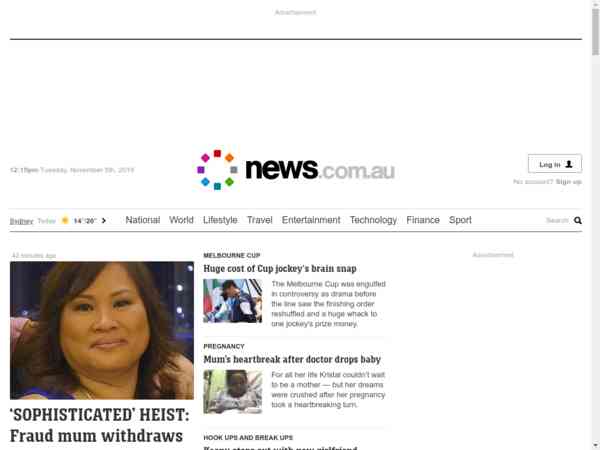 Advertisement
12:15pm Tuesday, November 5th, 2019
news.com.au
Log in
No account? Sign up
Sydney Today 14°/26°
National World Lifestyle Travel Entertainment Technology Finance Sport
Search
42 minutes ago
‘SOPHISTICATED’ HEIST:
Fraud mum withdraws
MELBOURNE CUP
Huge cost of Cup jockey's brain snap
The Melbourne Cup was engulfed
in controversy as drama before
the line saw the finishing order
reshuffled and a huge whack to
one jockey's prize money.
PREGNANCY
Mum's heartbreak after doctor drops baby
For all her life Kristal couldn't wait
to be a mother — but her dreams
were crushed after her pregnancy
took a heartbreaking turn.
HOOK UPS AND BREAK UPS
Advertisement